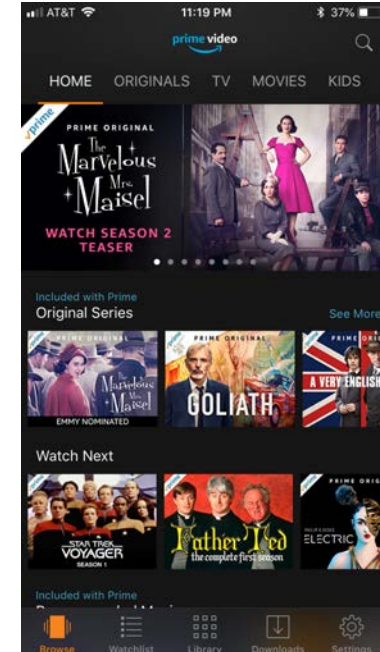 AT&T 11:19 PM 37%
prime video
HOME ORIGINALS TV MOVIES KIDS
prime
PRIME ORIGINAL
The
Marvelous
Mrs.
Maisel
WATCH SEASON 2
TEASER
Included with Prime
Original Series See More
PRIME ORIGINAL
Marvelous
Mrs.
Maisel
EMMY NOMINATED
PRIME ORIGINAL
GOLIATH
PRIME ORI
A VERY ENGLISH
Watch Next
STAR TREK
VOYAGER
SEASON 1
Father Ted
the complete first season
PRIME ORIG
ELECTRIC
Included with Prime
Browse Watchlist Library Downloads Settings